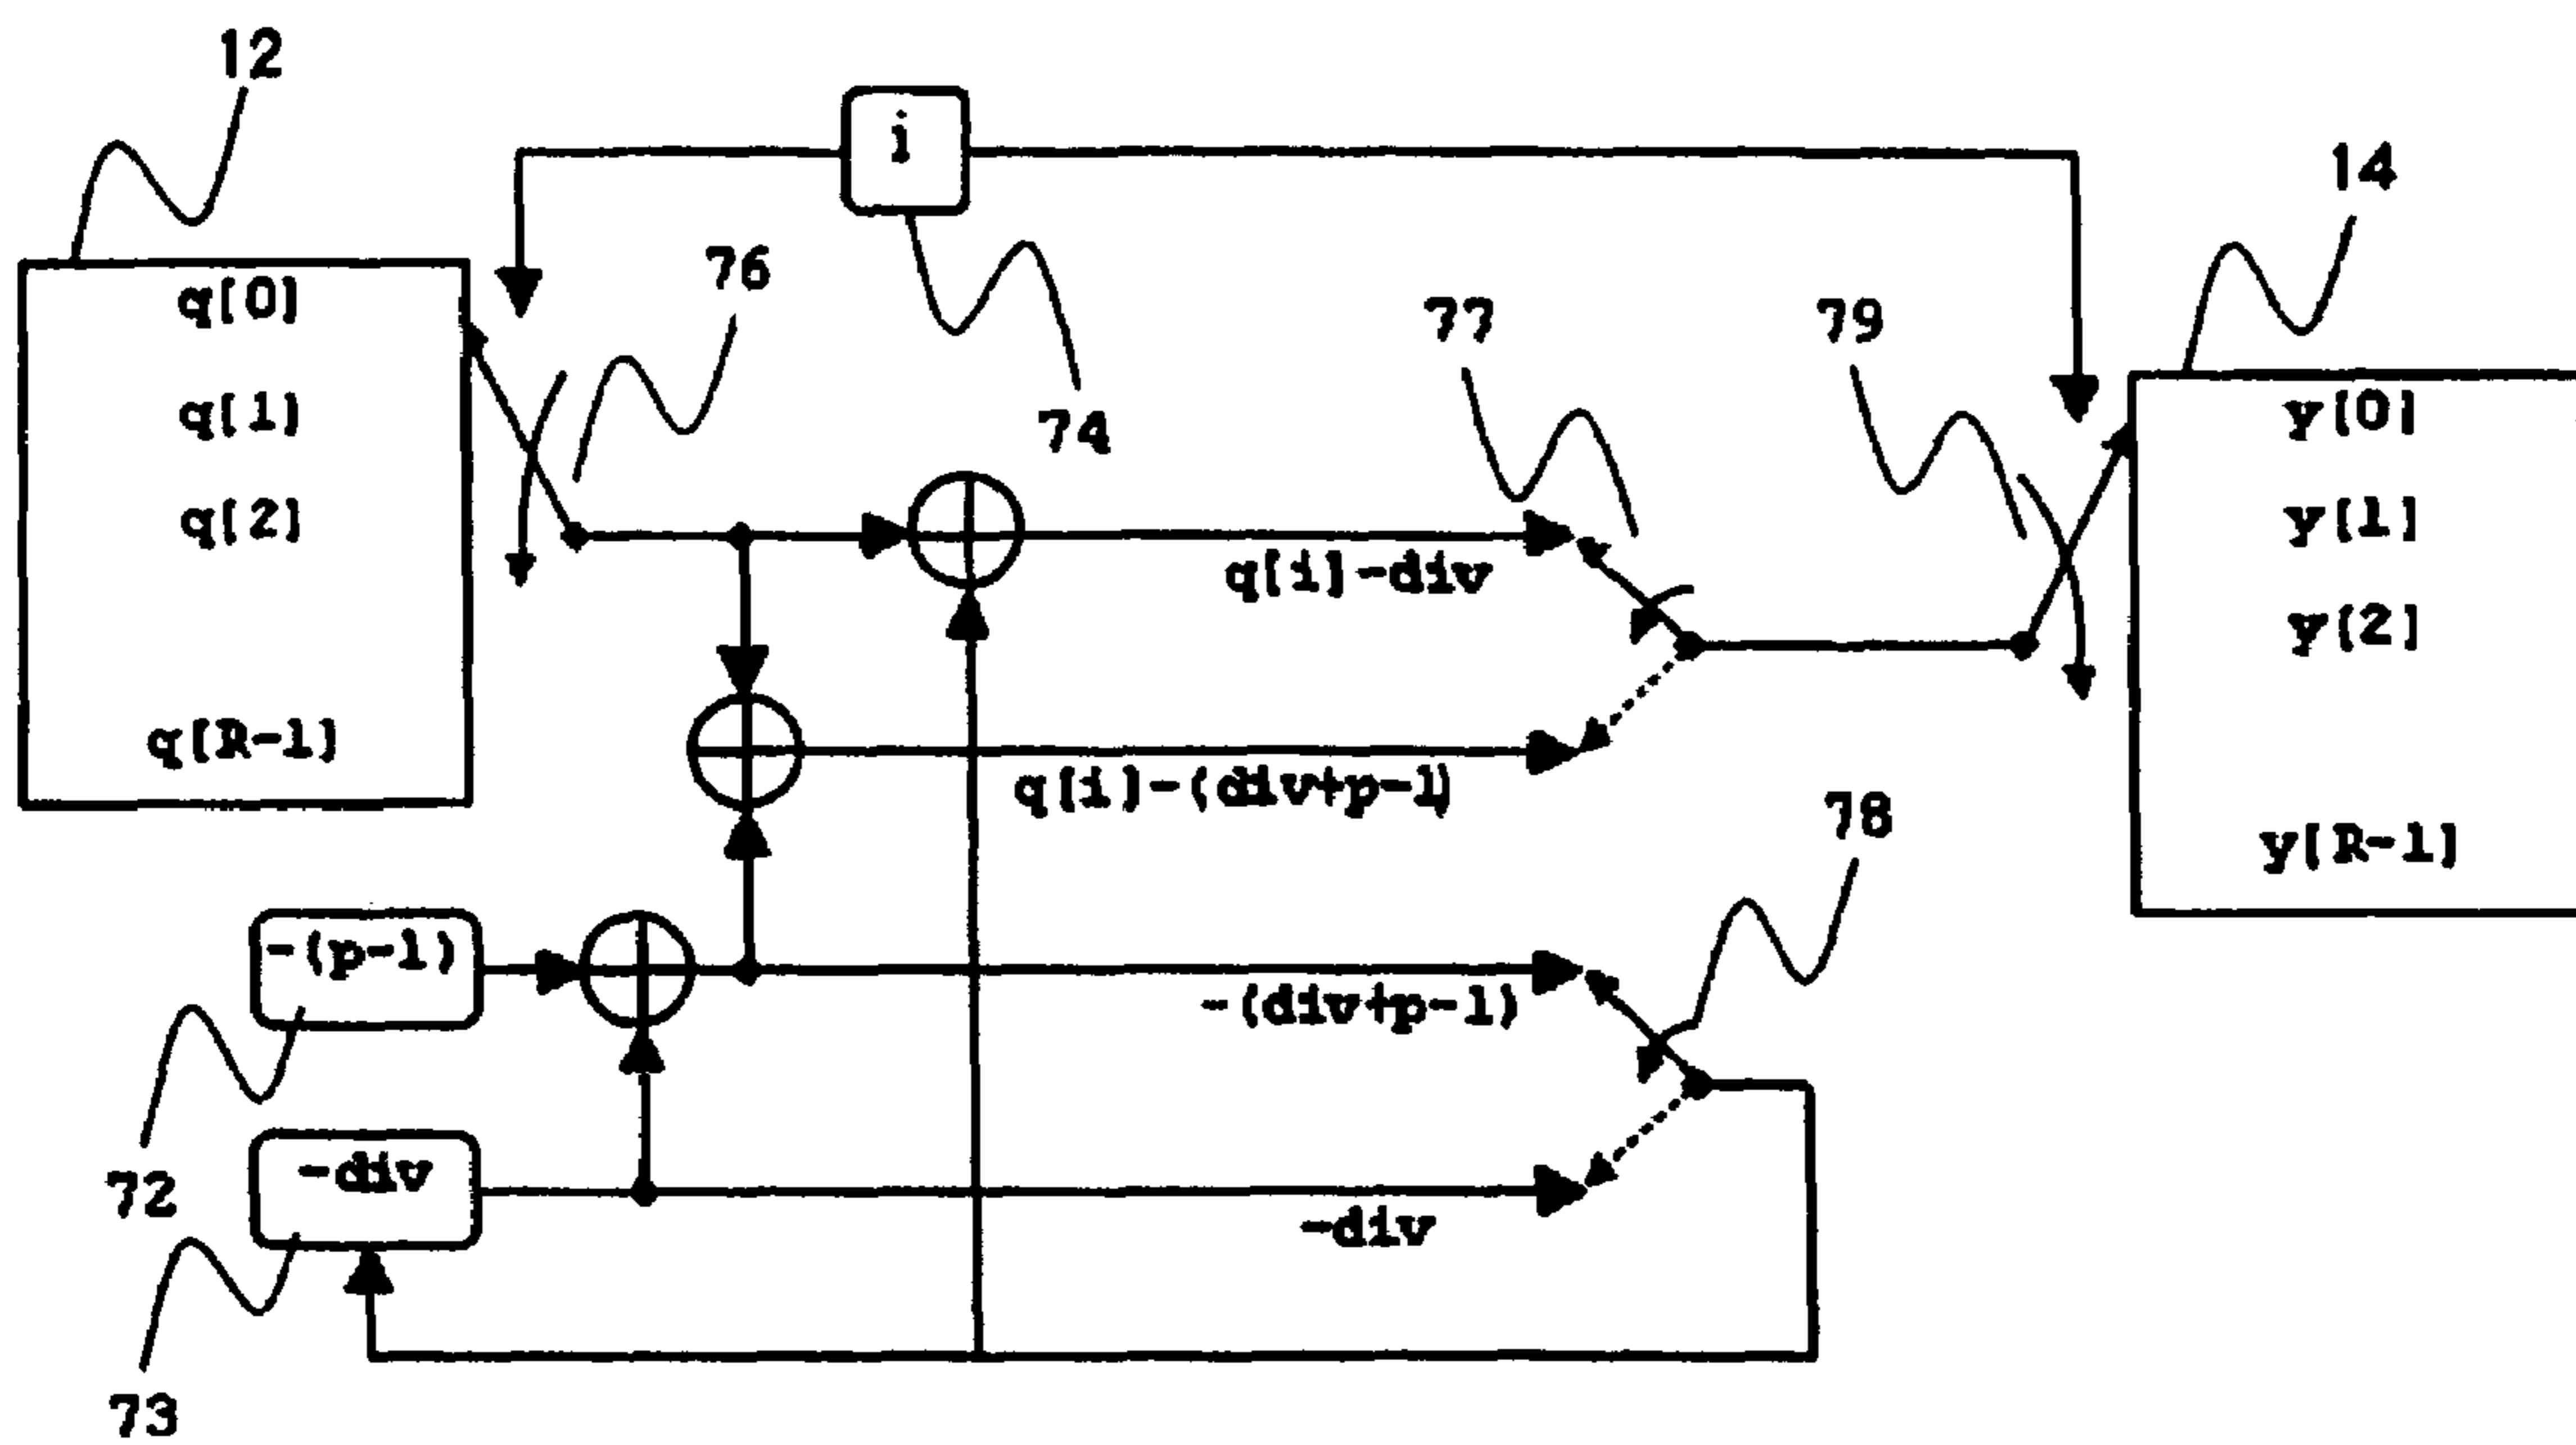 12
i
14
76
77
79
74
q[0]
q[1]
q[2]
q[R-1]
y[0]
y[1]
y[2]
y[R-1]
q[i]-div
q[i]-(div+p-1)
78
-(p-1)
-(div+p-1)
72
-div
-div
73